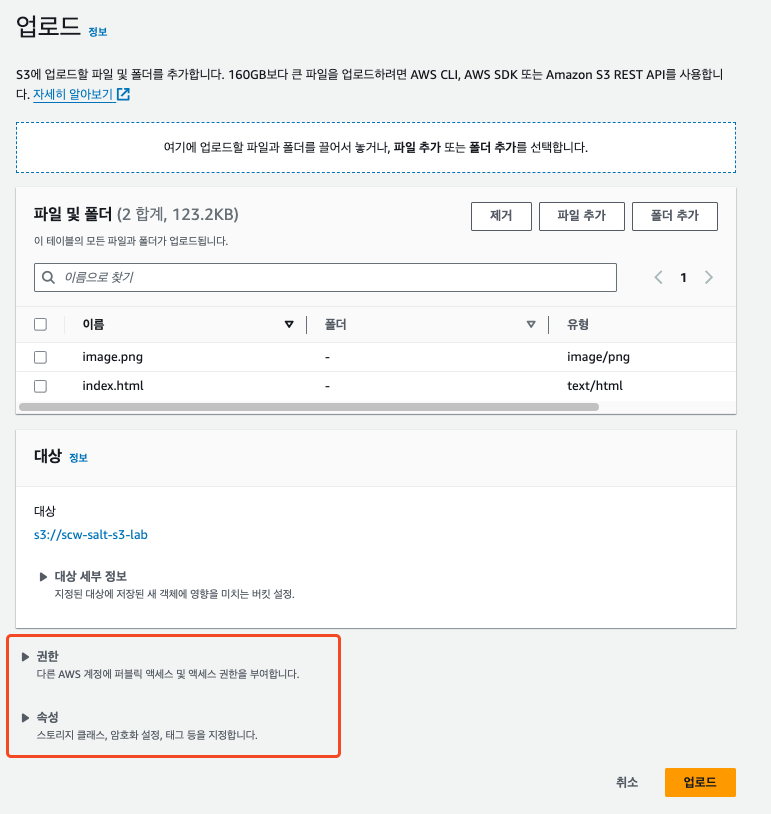 업로드 정보
S3에 업로드할 파일 및 폴더를 추가합니다. 160GB보다 큰 파일을 업로드하려면 AWS CLI, AWS SDK 또는 Amazon S3 REST API를 사용합니
다. 자세히 알아보기
여기에 업로드할 파일과 폴더를 끌어서 놓거나, 파일 추가 또는 폴더 추가를 선택합니다.
파일 및 폴더 (2 합계, 123.2KB)
제거 파일 추가 폴더 추가
이 테이블의 모든 파일과 폴더가 업로드됩니다.
이름으로 찾기
1
이름 폴더 유형
image.png - image/png
index.html - text/html
대상 정보
대상
s3://scw-salt-s3-lab
대상 세부 정보
지정된 대상에 저장된 새 객체에 영향을 미치는 버킷 설정.
권한
다른 AWS 계정에 퍼블릭 액세스 및 액세스 권한을 부여합니다.
속성
스토리지 클래스, 암호화 설정, 태그 등을 지정합니다.
취소 업로드